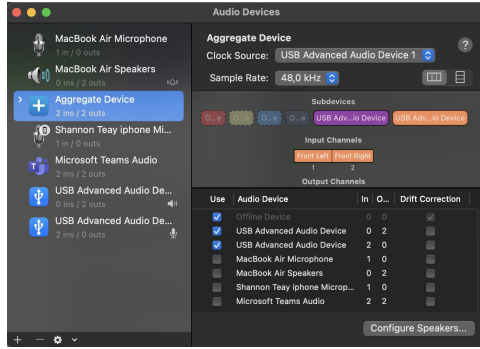 Audio Devices
MacBook Air Microphone
1 in / 0 outs
MacBook Air Speakers
0 ins / 2 outs
Aggregate Device
2 ins / 2 outs
Shannon Teay iphone Mi...
1 in / 0 outs
Microsoft Teams Audio
2 ins / 2 outs
USB Advanced Audio De...
0 ins / 2 outs
USB Advanced Audio De...
2 ins / 0 outs
Aggregate Device
?
Clock Source: USB Advanced Audio Device 1
Sample Rate: 48,0 kHz
Subdevices
O...e O...e O...e O...e USB Adv...io Device USB Adv...io Device
Input Channels
Front Left Front Right
1 2
Output Channels
Use Audio Device In O... Drift Correction
Offline Device 0 0
USB Advanced Audio Device 0 2
USB Advanced Audio Device 2 0
MacBook Air Microphone 1 0
MacBook Air Speakers 0 2
Shannon Teay iphone Microp... 1 0
Microsoft Teams Audio 2 2
Configure Speakers...